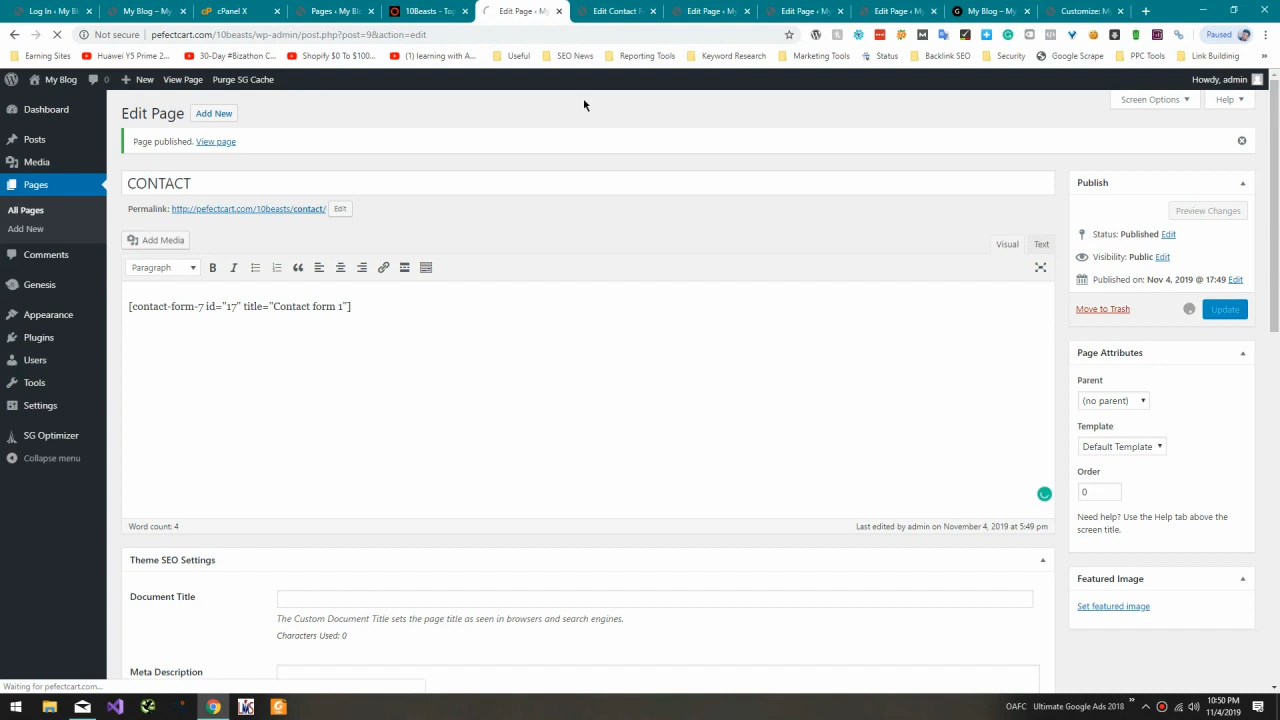 Log In ‹ My Bl
My Blog – My W
cPanel X
Pages ‹ My Blo
10Beasts - Top
Edit Page ‹ My
Edit Contact F
Edit Page ‹ My
Edit Page ‹ My
Edit Page ‹ My
My Blog – My W
Customize: My
Not secure | pefectcart.com/10beasts/wp-admin/post.php?post=9&action=edit
Paused
Earning Sites
Huawei Y5 Prime 2...
30-Day #Bizathon C...
Shopify $0 To $100...
(1) learning with A...
Useful
SEO News
Reporting Tools
Keyword Research
Marketing Tools
Status
Backlink SEO
Security
Google Scrape
PPC Tools
Link Building
My Blog
0
New
View Page
Purge SG Cache
Howdy, admin
Dashboard
Posts
Media
Pages
All Pages
Add New
Comments
Genesis
Appearance
Plugins
Users
Tools
Settings
SG Optimizer
Collapse menu
Edit Page
Add New
Screen Options
Help
Page published. View page
CONTACT
Permalink: http://pefectcart.com/10beasts/contact/
Edit
Add Media
Visual
Text
Paragraph
B
I
[contact-form-7 id="17" title="Contact form 1"]
Word count: 4
Last edited by admin on November 4, 2019 at 5:49 pm
Theme SEO Settings
Document Title
The Custom Document Title sets the page title as seen in browsers and search engines.
Characters Used: 0
Meta Description
Publish
Preview Changes
Status: Published Edit
Visibility: Public Edit
Published on: Nov 4, 2019 @ 17:49 Edit
Move to Trash
Update
Page Attributes
Parent
(no parent)
Template
Default Template
Order
0
Need help? Use the Help tab above the
screen title.
Featured Image
Set featured image
Waiting for pefectcart.com...
OAFC
Ultimate Google Ads 2018
10:50 PM
11/4/2019